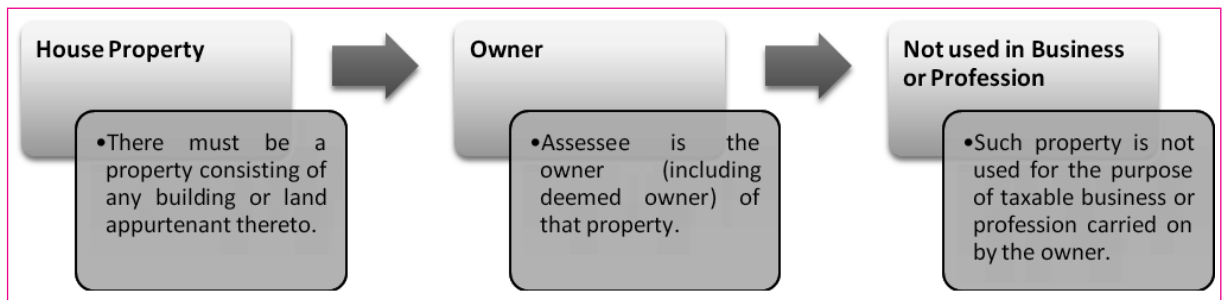 House Property
•There must be a
property consisting of
any building or land
appurtenant thereto.
Owner
•Assessee is the
owner (including
deemed owner) of
that property.
Not used in Business
or Profession
•Such property is not
used for the purpose
of taxable business or
profession carried on
by the owner.